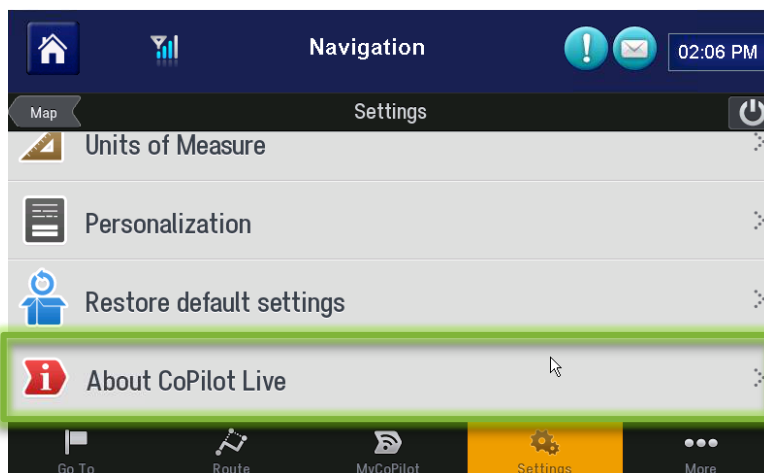 Navigation
02:06 PM
Map
Settings
Units of Measure
Personalization
Restore default settings
About CoPilot Live
Go To
Route
MyCoPilot
Settings
More